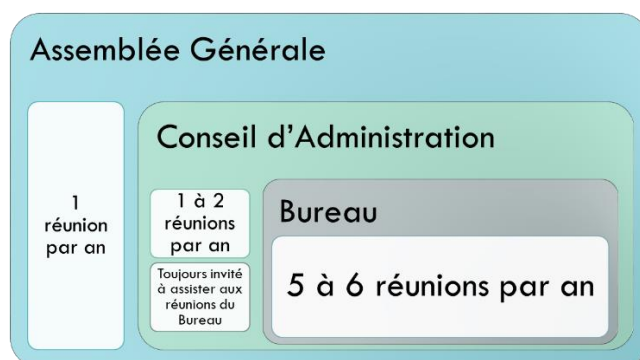 Assemblée Générale
1
réunion
par an
Conseil d'Administration
1 à 2
réunions
par an
Toujours invité
à assister aux
réunions du
Bureau
Bureau
5 à 6 réunions par an